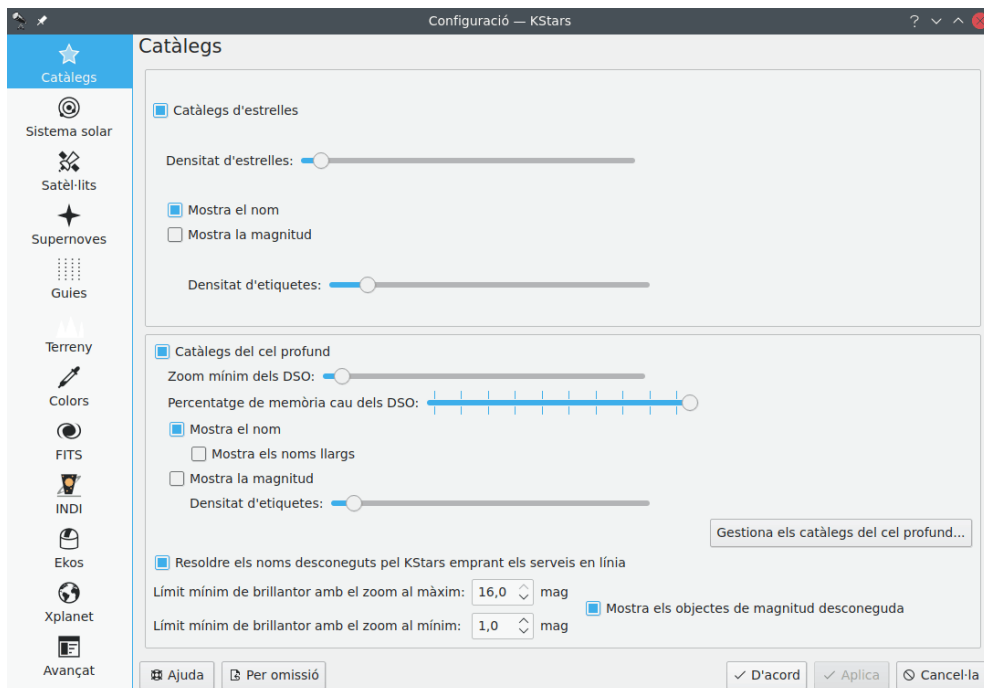 Configuració — KStars
Catàlegs
Sistema solar
Satèl·lits
Supernoves
Guies
Terreny
Colors
FITS
INDI
Ekos
Xplanet
Avançat
Catàlegs
Catàlegs d'estrelles
Densitat d'estrelles:
Mostra el nom
Mostra la magnitud
Densitat d'etiquetes:
Catàlegs del cel profund
Zoom mínim dels DSO:
Percentatge de memòria cau dels DSO:
Mostra el nom
Mostra els noms llargs
Mostra la magnitud
Densitat d'etiquetes:
Gestiona els catàlegs del cel profund...
Resoldre els noms desconeguts pel KStars emprant els serveis en línia
Límit mínim de brillantor amb el zoom al màxim: 16,0 mag
Mostra els objectes de magnitud desconeguda
Límit mínim de brillantor amb el zoom al mínim: 1,0 mag
Ajuda Per omissió D'acord Aplica Cancel·la